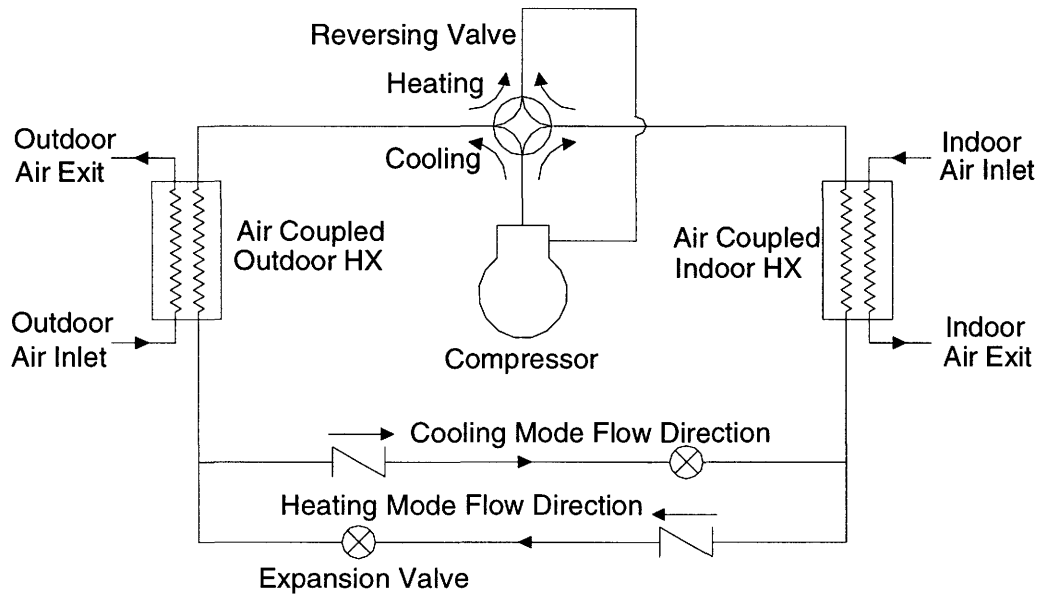 Reversing Valve
Heating
Cooling
Outdoor
Air Exit
Indoor
Air Inlet
Air Coupled
Outdoor HX
Air Coupled
Indoor HX
Outdoor
Air Inlet
Indoor
Air Exit
Compressor
Cooling Mode Flow Direction
Heating Mode Flow Direction
Expansion Valve